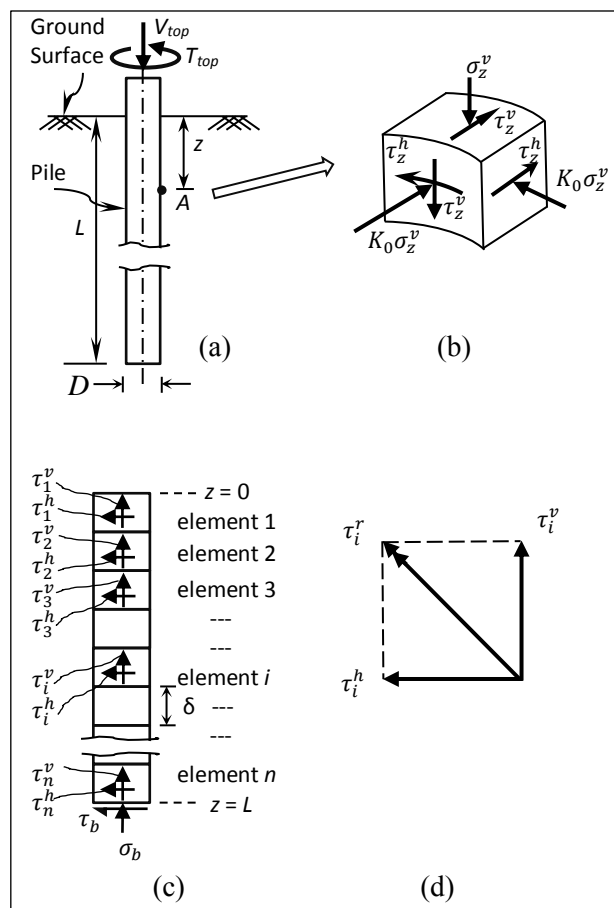 Ground
Surface
V_top
T_top
z
Pile
A
L
D
(a)
σ_z^v
τ_z^v
τ_z^h
τ_z^h
τ_z^v
K_0σ_z^v
K_0σ_z^v
(b)
τ_1^v
z = 0
τ_1^h
element 1
τ_2^v
element 2
τ_2^h
τ_3^v
element 3
τ_3^h
---
---
τ_i^v
element i
τ_i^h
δ
---
---
τ_n^v
element n
τ_n^h
z = L
τ_b
σ_b
(c)
τ_i^r
τ_i^v
τ_i^h
(d)